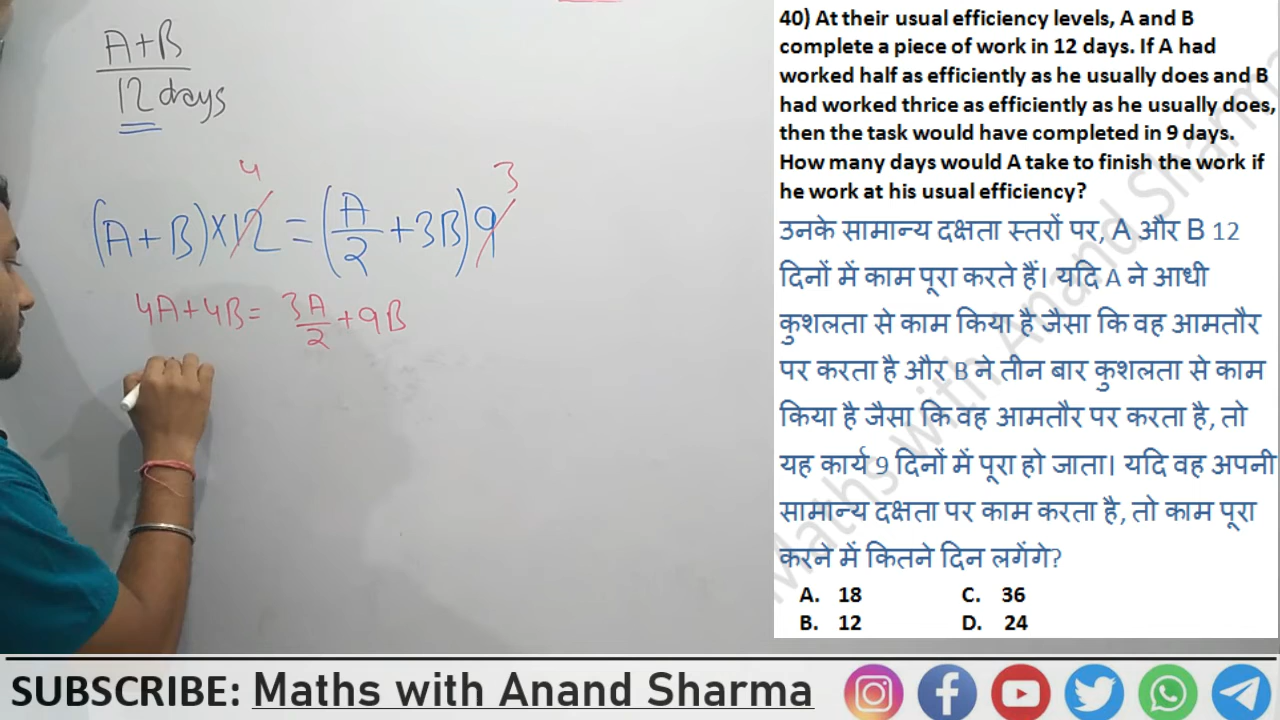 A+B
12 days
4
3
(A+B)×12 = (A/2 + 3B)9
4A+4B = 3A/2 + 9B
40) At their usual efficiency levels, A and B
complete a piece of work in 12 days. If A had
worked half as efficiently as he usually does and B
had worked thrice as efficiently as he usually does,
then the task would have completed in 9 days.
How many days would A take to finish the work if
he work at his usual efficiency?
उनके सामान्य दक्षता स्तरों पर, A और B 12
दिनों में काम पूरा करते हैं। यदि A ने आधी
कुशलता से काम किया है जैसा कि वह आमतौर
पर करता है और B ने तीन बार कुशलता से काम
किया है जैसा कि वह आमतौर पर करता है, तो
यह कार्य 9 दिनों में पूरा हो जाता। यदि वह अपनी
सामान्य दक्षता पर काम करता है, तो काम पूरा
करने में कितने दिन लगेंगे?
A. 18 C. 36
B. 12 D. 24
Maths with Anand Sharma
SUBSCRIBE: Maths with Anand Sharma